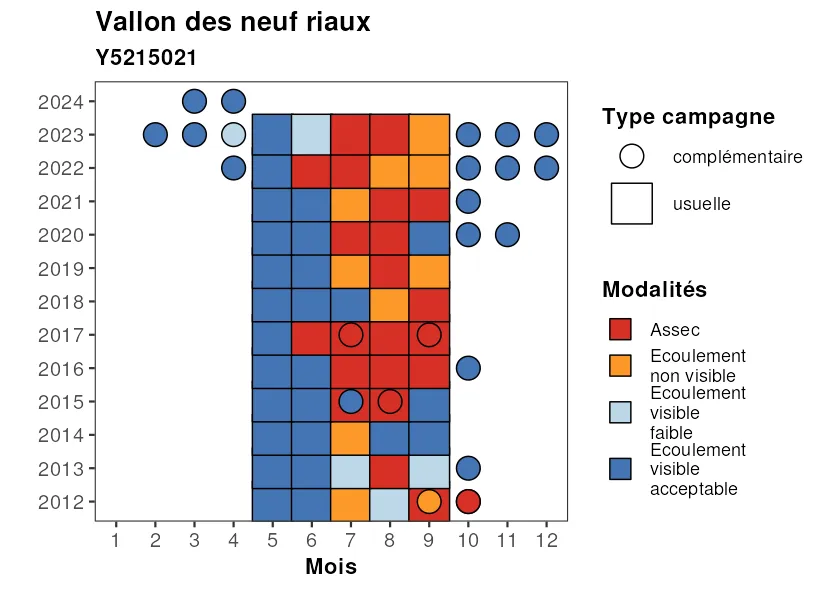 Vallon des neuf riaux
Y5215021
2024
2023
2022
2021
2020
2019
2018
2017
2016
2015
2014
2013
2012
1 2 3 4 5 6 7 8 9 10 11 12
Mois
Type campagne
complémentaire
usuelle
Modalités
Assec
Ecoulement
non visible
Ecoulement
visible
faible
Ecoulement
visible
acceptable